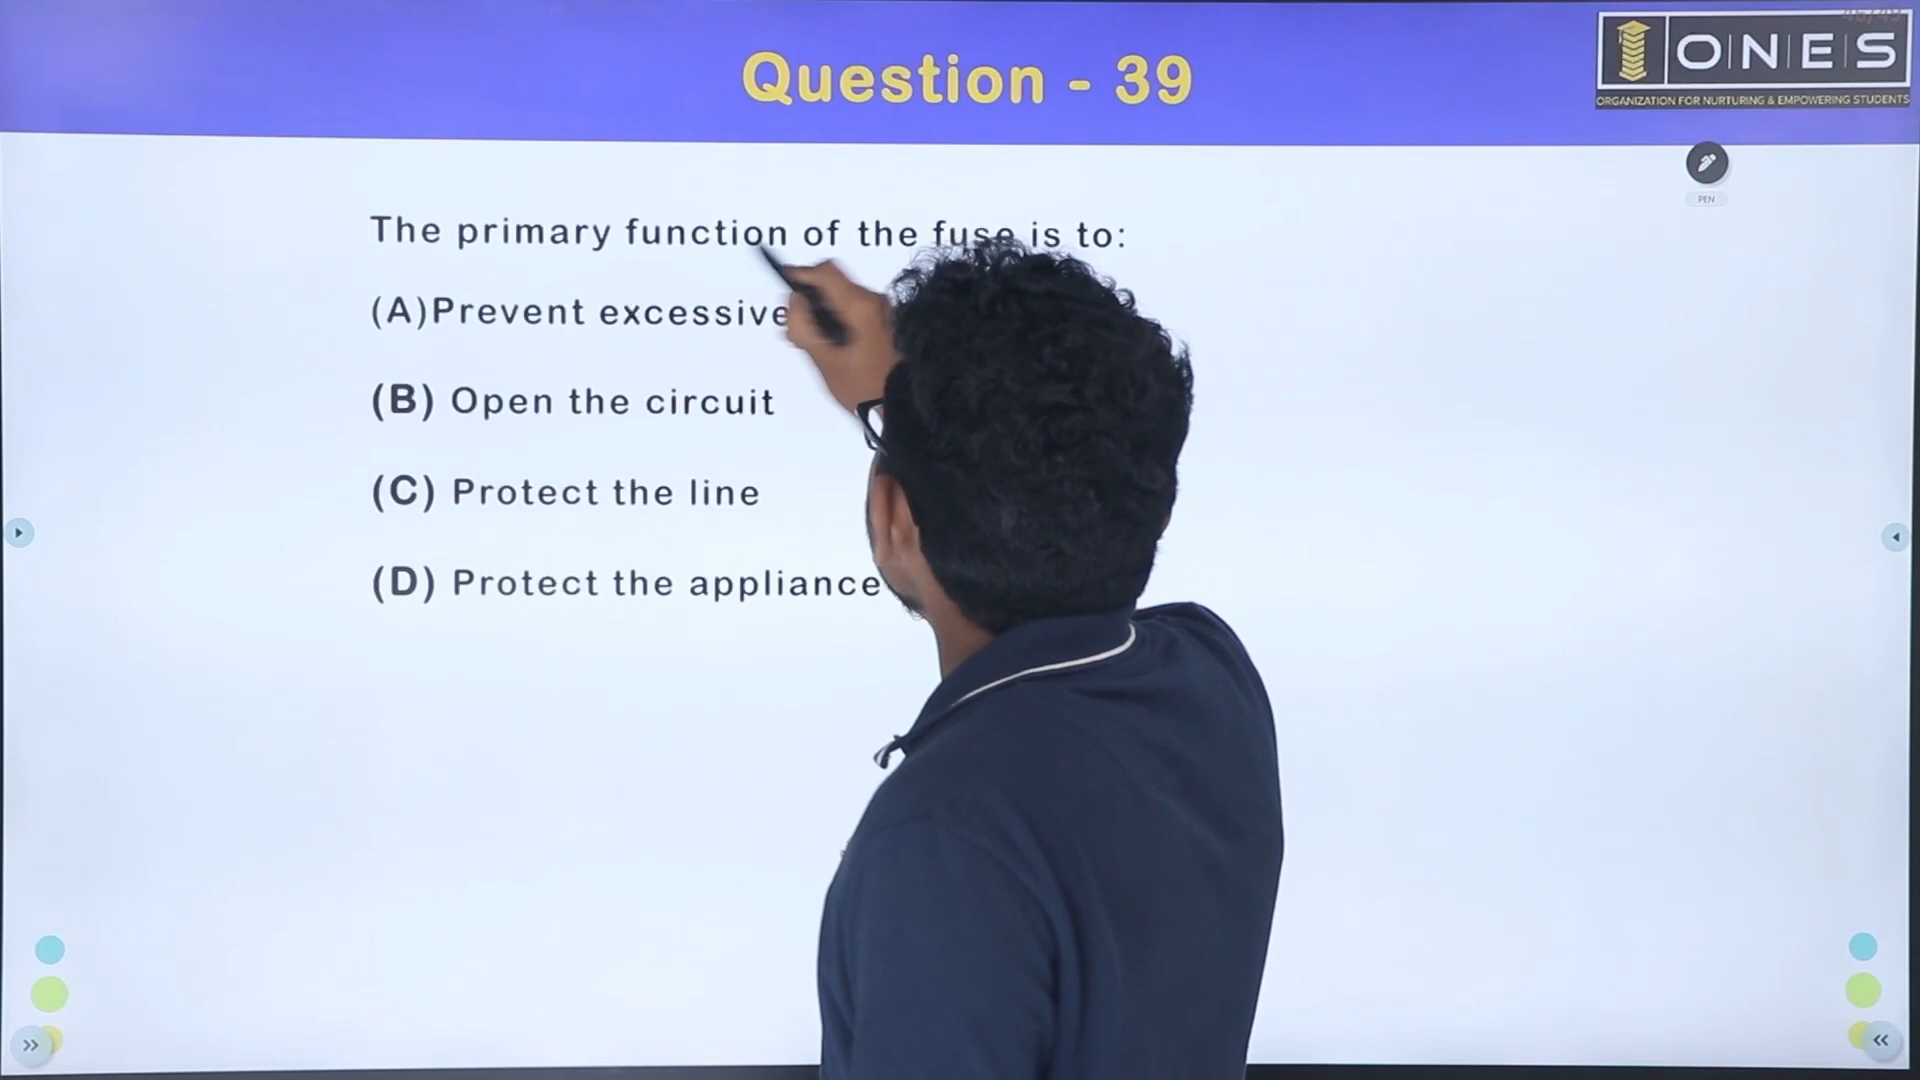 Question - 39
O|N|E|S
ORGANIZATION FOR NURTURING & EMPOWERING STUDENTS
PEN
The primary function of the fuse is to:
(A)Prevent excessive
(B) Open the circuit
(C) Protect the line
(D) Protect the appliance